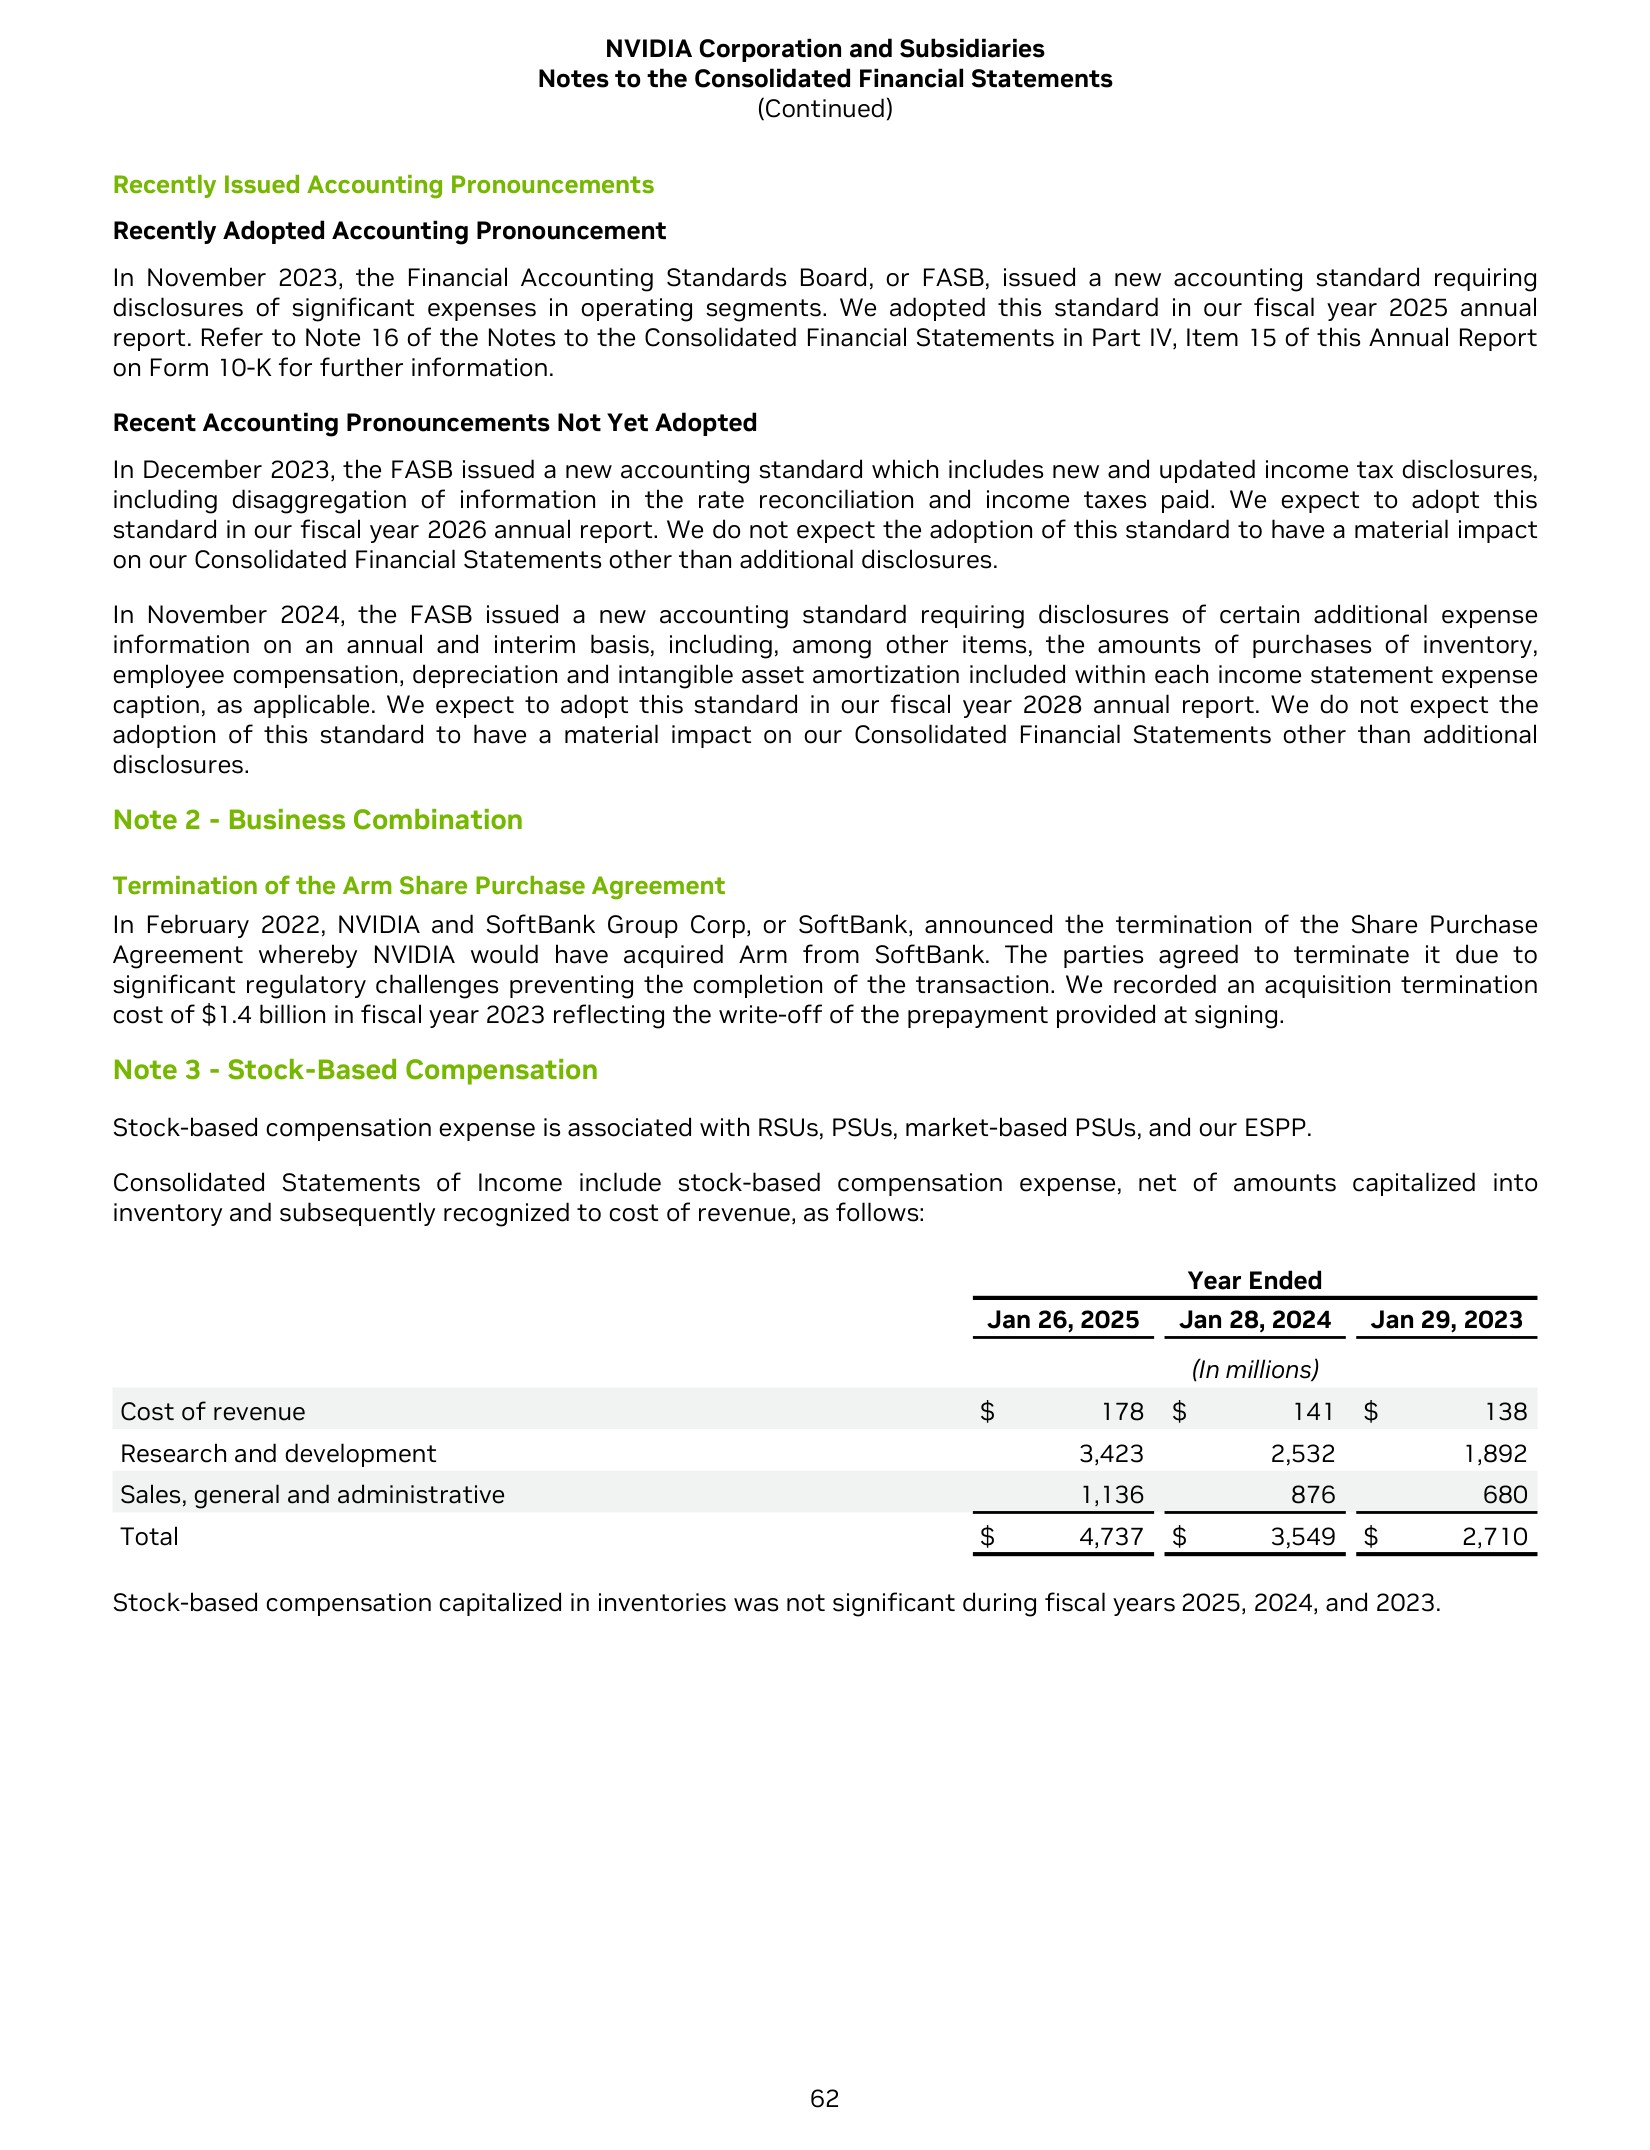 NVIDIA Corporation and Subsidiaries
Notes to the Consolidated Financial Statements
(Continued)
Recently Issued Accounting Pronouncements
Recently Adopted Accounting Pronouncement
In November 2023, the Financial Accounting Standards Board, or FASB, issued a new accounting standard requiring
disclosures of significant expenses in operating segments. We adopted this standard in our fiscal year 2025 annual
report. Refer to Note 16 of the Notes to the Consolidated Financial Statements in Part IV, Item 15 of this Annual Report
on Form 10-K for further information.
Recent Accounting Pronouncements Not Yet Adopted
In December 2023, the FASB issued a new accounting standard which includes new and updated income tax disclosures,
including disaggregation of information in the rate reconciliation and income taxes paid. We expect to adopt this
standard in our fiscal year 2026 annual report. We do not expect the adoption of this standard to have a material impact
on our Consolidated Financial Statements other than additional disclosures.
In November 2024, the FASB issued a new accounting standard requiring disclosures of certain additional expense
information on an annual and interim basis, including, among other items, the amounts of purchases of inventory,
employee compensation, depreciation and intangible asset amortization included within each income statement expense
caption, as applicable. We expect to adopt this standard in our fiscal year 2028 annual report. We do not expect the
adoption of this standard to have a material impact on our Consolidated Financial Statements other than additional
disclosures.
Note 2 - Business Combination
Termination of the Arm Share Purchase Agreement
In February 2022, NVIDIA and SoftBank Group Corp, or SoftBank, announced the termination of the Share Purchase
Agreement whereby NVIDIA would have acquired Arm from SoftBank. The parties agreed to terminate it due to
significant regulatory challenges preventing the completion of the transaction. We recorded an acquisition termination
cost of $1.4 billion in fiscal year 2023 reflecting the write-off of the prepayment provided at signing.
Note 3 - Stock-Based Compensation
Stock-based compensation expense is associated with RSUs, PSUs, market-based PSUs, and our ESPP.
Consolidated Statements of Income include stock-based compensation expense, net of amounts capitalized into
inventory and subsequently recognized to cost of revenue, as follows:
Year Ended
Jan 26, 2025 Jan 28, 2024 Jan 29, 2023
(In millions)
Cost of revenue $ 178 $ 141 $ 138
Research and development 3,423 2,532 1,892
Sales, general and administrative 1,136 876 680
Total $ 4,737 $ 3,549 $ 2,710
Stock-based compensation capitalized in inventories was not significant during fiscal years 2025, 2024, and 2023.
62